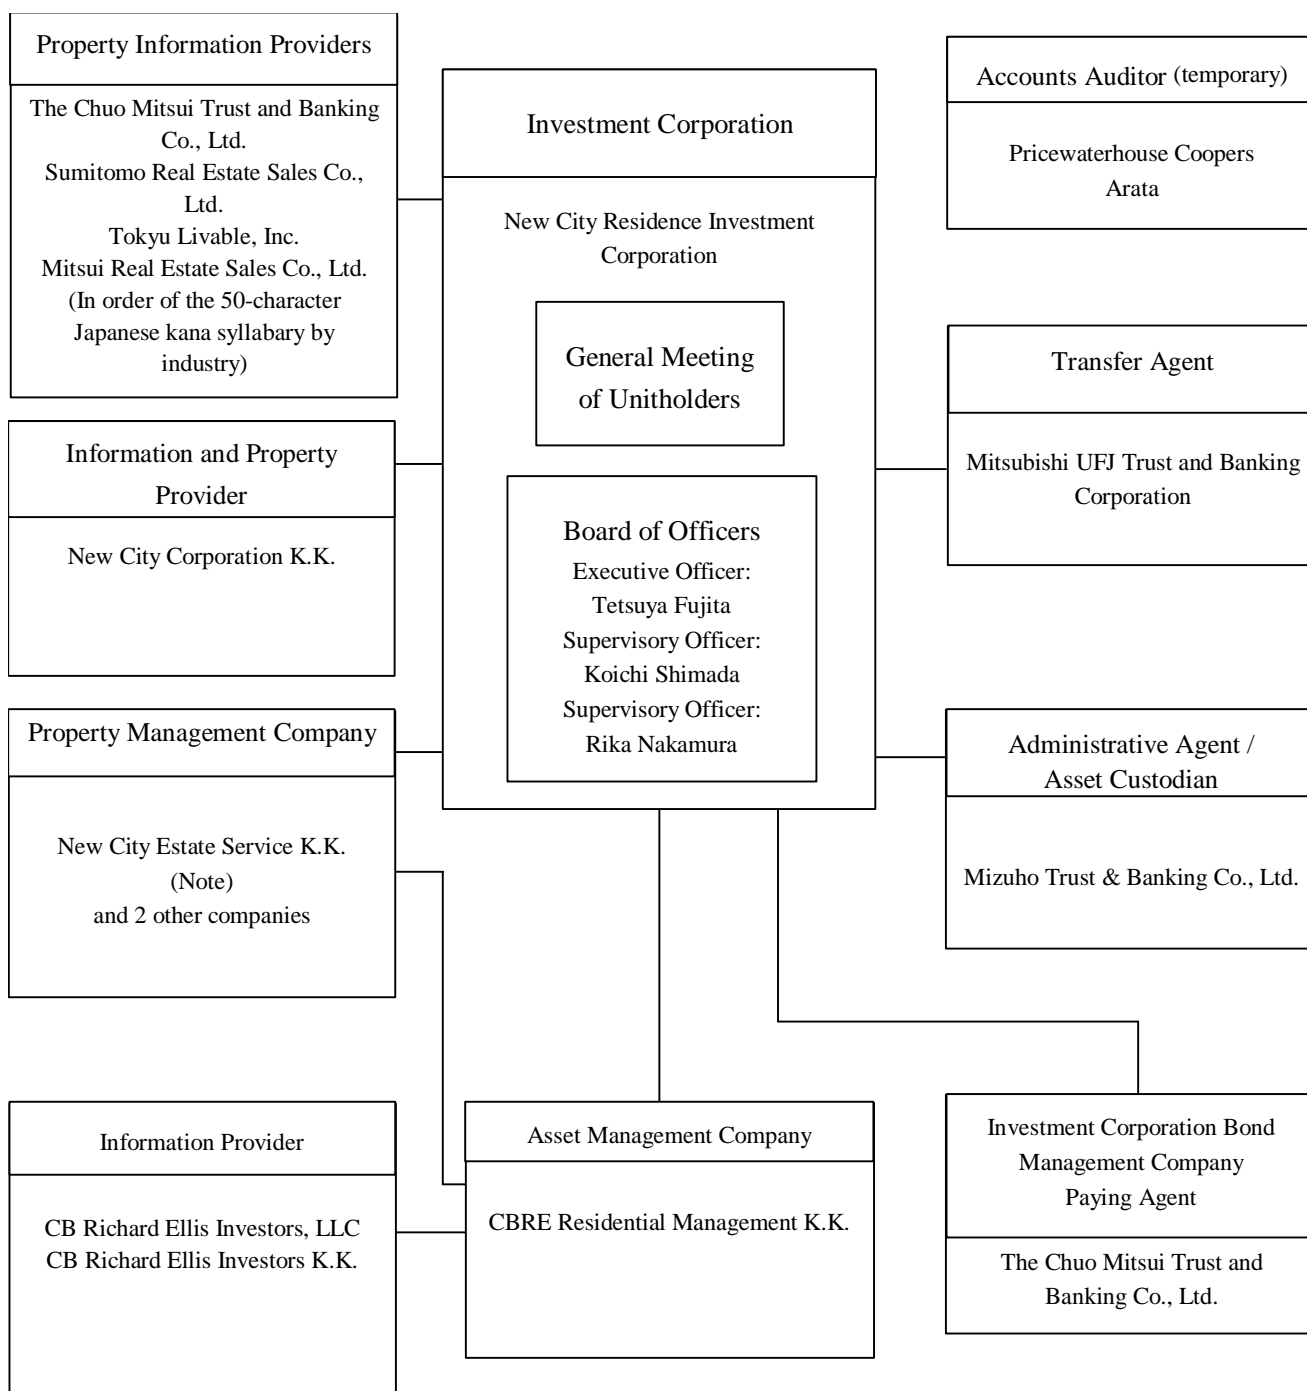 Property Information Providers
The Chuo Mitsui Trust and Banking
Co., Ltd.
Sumitomo Real Estate Sales Co.,
Ltd.
Tokyu Livable, Inc.
Mitsui Real Estate Sales Co., Ltd.
(In order of the 50-character
Japanese kana syllabary by
industry)
Information and Property
Provider
New City Corporation K.K.
Property Management Company
New City Estate Service K.K.
(Note)
and 2 other companies
Information Provider
CB Richard Ellis Investors, LLC
CB Richard Ellis Investors K.K.
Investment Corporation
New City Residence Investment
Corporation
General Meeting
of Unitholders
Board of Officers
Executive Officer:
Tetsuya Fujita
Supervisory Officer:
Koichi Shimada
Supervisory Officer:
Rika Nakamura
Asset Management Company
CBRE Residential Management K.K.
Accounts Auditor (temporary)
Pricewaterhouse Coopers
Arata
Transfer Agent
Mitsubishi UFJ Trust and Banking
Corporation
Administrative Agent /
Asset Custodian
Mizuho Trust & Banking Co., Ltd.
Investment Corporation Bond
Management Company
Paying Agent
The Chuo Mitsui Trust and
Banking Co., Ltd.